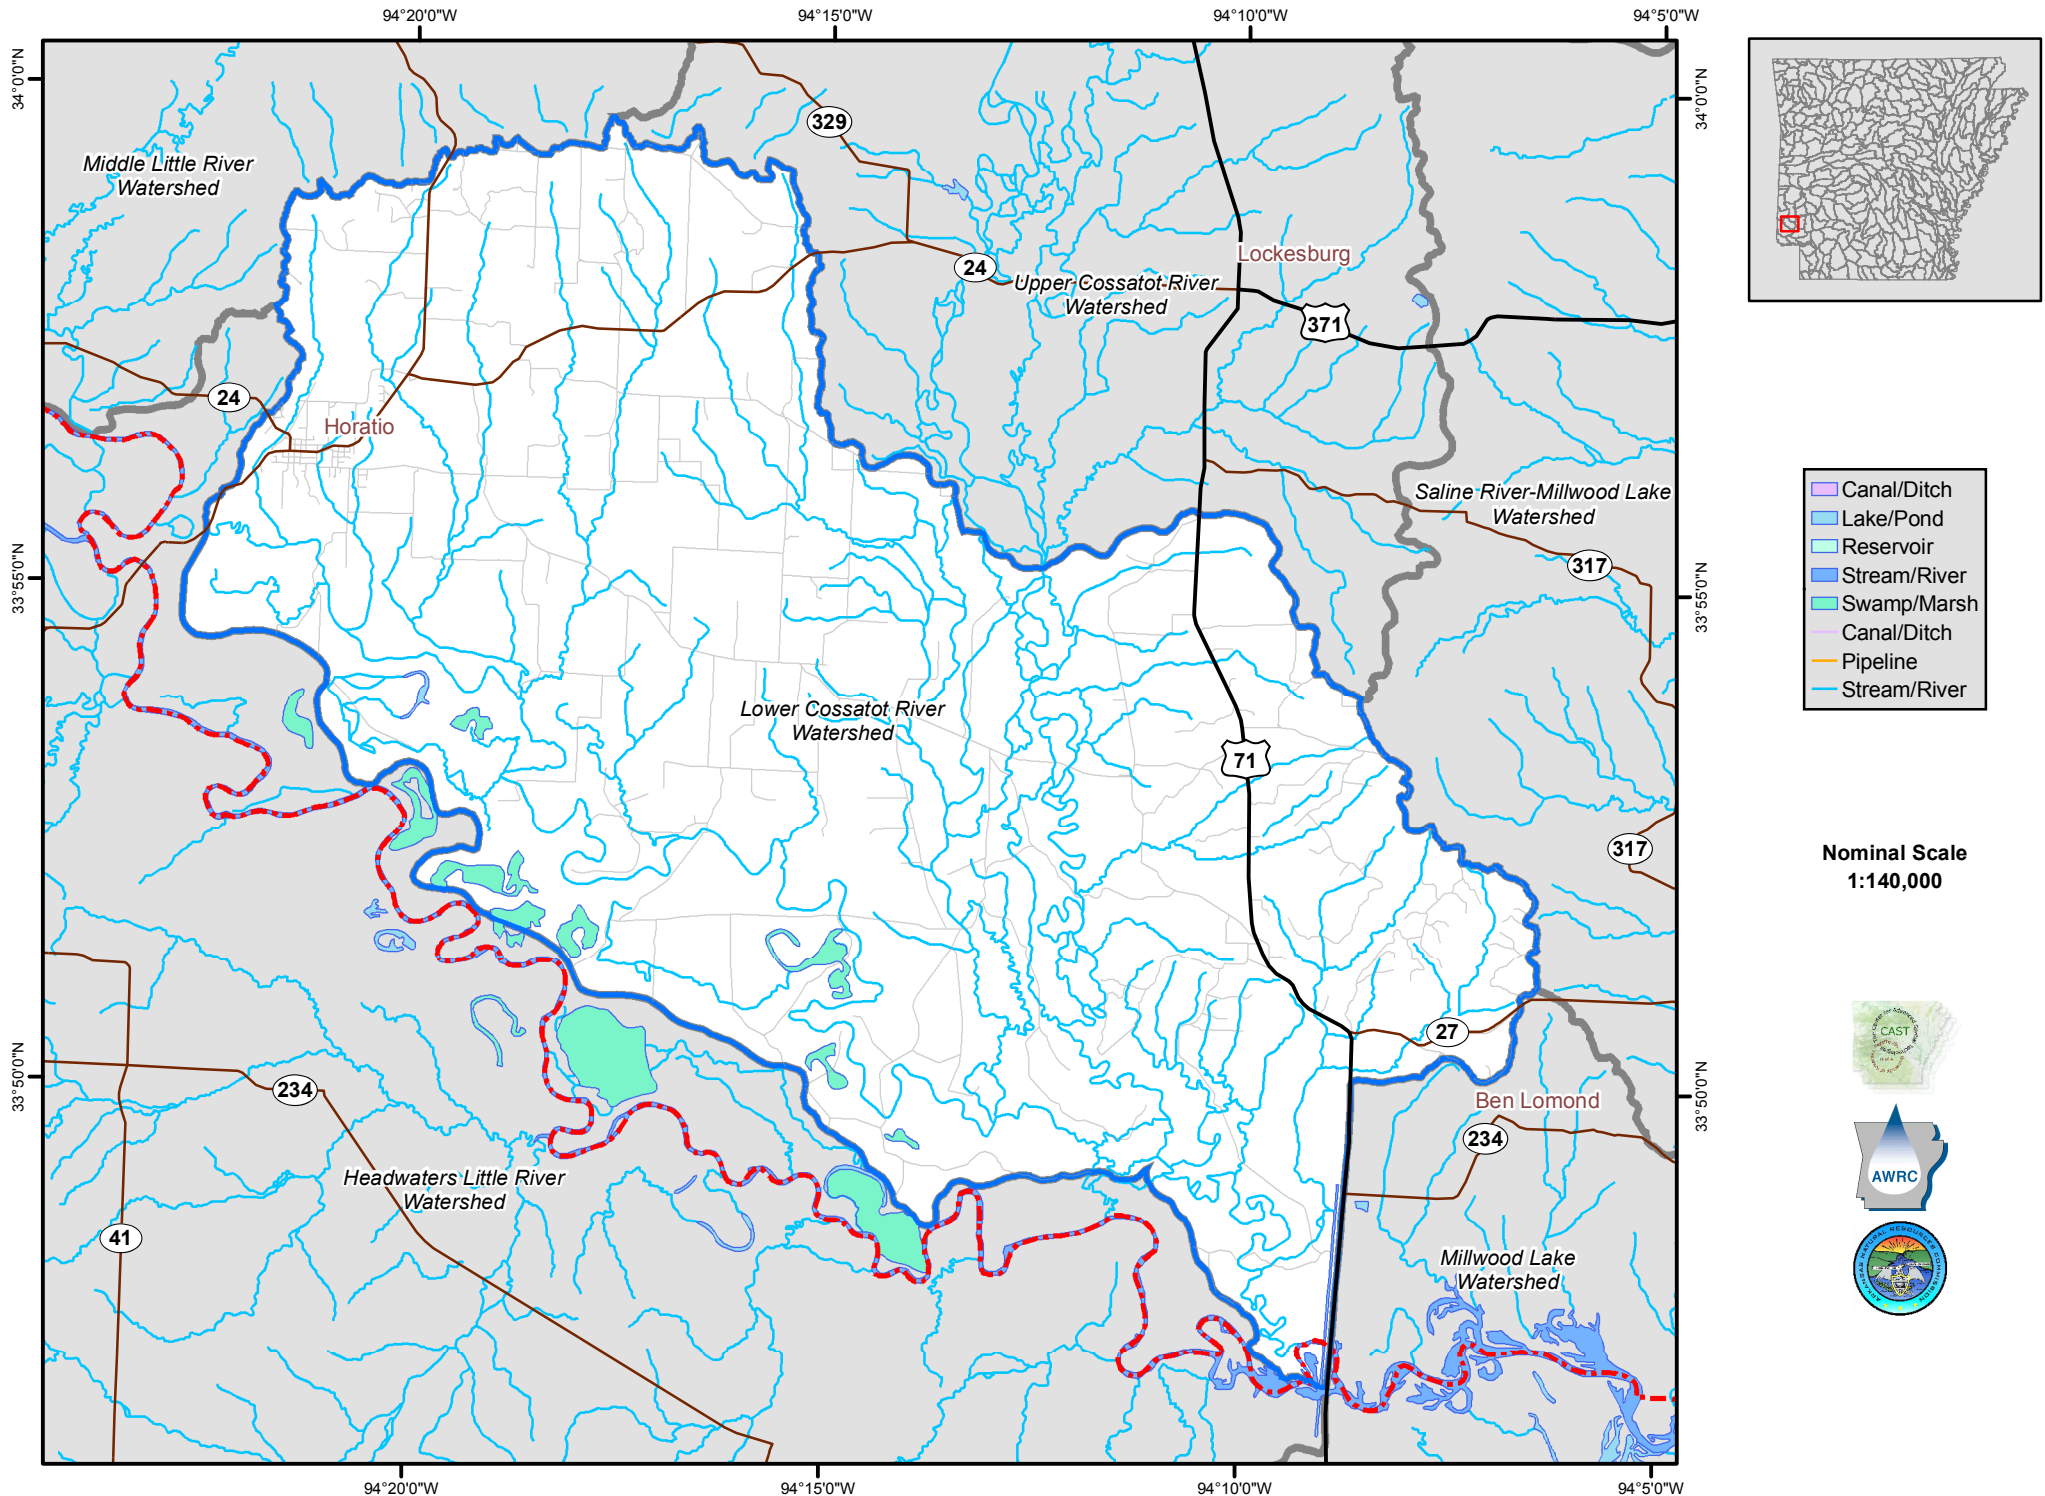 94°20'0"W
94°15'0"W
94°10'0"W
94°5'0"W
34°0'0"N
34°0'0"N
329
Middle Little River
Watershed
24
Lockesburg
Upper Cossatot River
Watershed
371
24
Horatio
Saline River-Millwood Lake
Watershed
Canal/Ditch
Lake/Pond
Reservoir
Stream/River
Swamp/Marsh
Canal/Ditch
Pipeline
Stream/River
317
33°55'0"N
33°55'0"N
Lower Cossatot River
Watershed
71
317
Nominal Scale
1:140,000
27
CAST
33°50'0"N
33°50'0"N
234
Ben Lomond
234
Headwaters Little River
Watershed
AWRC
41
Millwood Lake
Watershed
ARKANSAS NATURAL RESOURCES COMMISSION
94°20'0"W
94°15'0"W
94°10'0"W
94°5'0"W